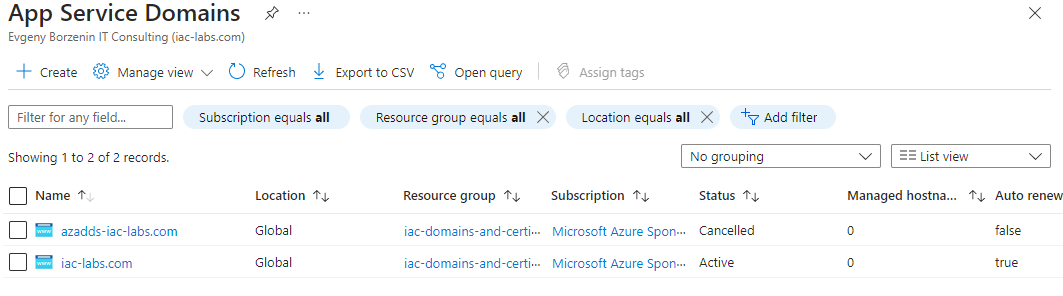 App Service Domains
Evgeny Borzenin IT Consulting (iac-labs.com)
Create Manage view Refresh Export to CSV Open query Assign tags
Filter for any field... Subscription equals all Resource group equals all Location equals all Add filter
Showing 1 to 2 of 2 records. No grouping List view
Name Location Resource group Subscription Status Managed hostna... Auto renew
www azadds-iac-labs.com Global iac-domains-and-certi... Microsoft Azure Spon... Cancelled 0 false
www iac-labs.com Global iac-domains-and-certi... Microsoft Azure Spon... Active 0 true